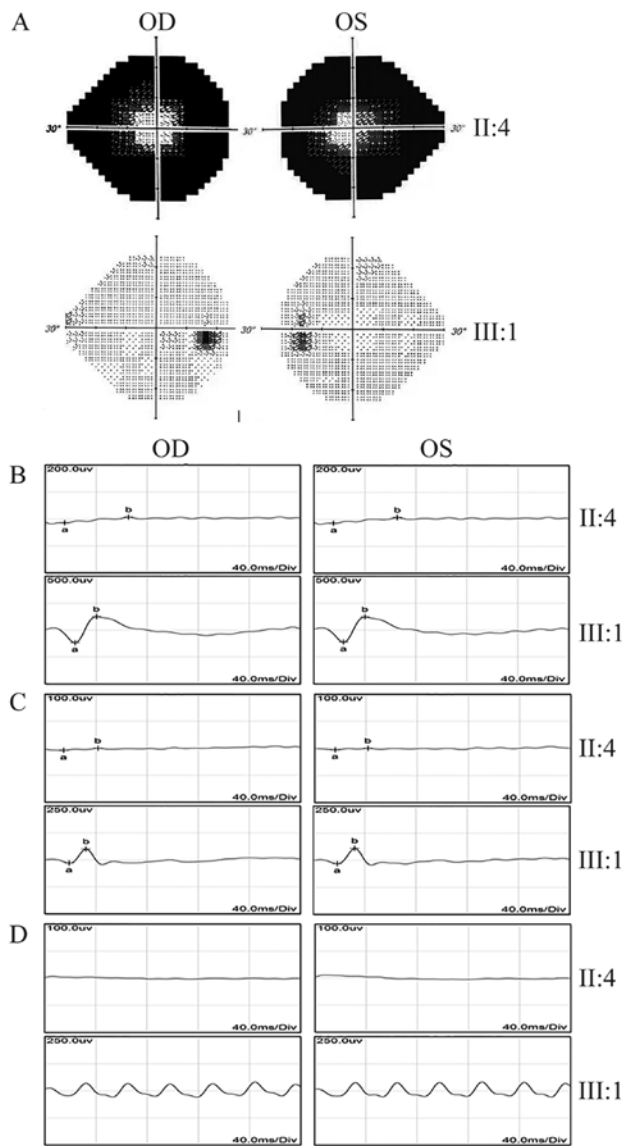 A OD OS
30° 30° 30° II:4
30° 30° 30° III:1
OD OS
B 200.0uv 200.0uv
a b a b II:4
40.0ms/Div 40.0ms/Div
500.0uv 500.0uv
a b a b III:1
40.0ms/Div 40.0ms/Div
C 100.0uv 100.0uv
a b a b II:4
40.0ms/Div 40.0ms/Div
250.0uv 250.0uv
a b a b III:1
40.0ms/Div 40.0ms/Div
D 100.0uv 100.0uv
II:4
40.0ms/Div 40.0ms/Div
250.0uv 250.0uv
III:1
40.0ms/Div 40.0ms/Div